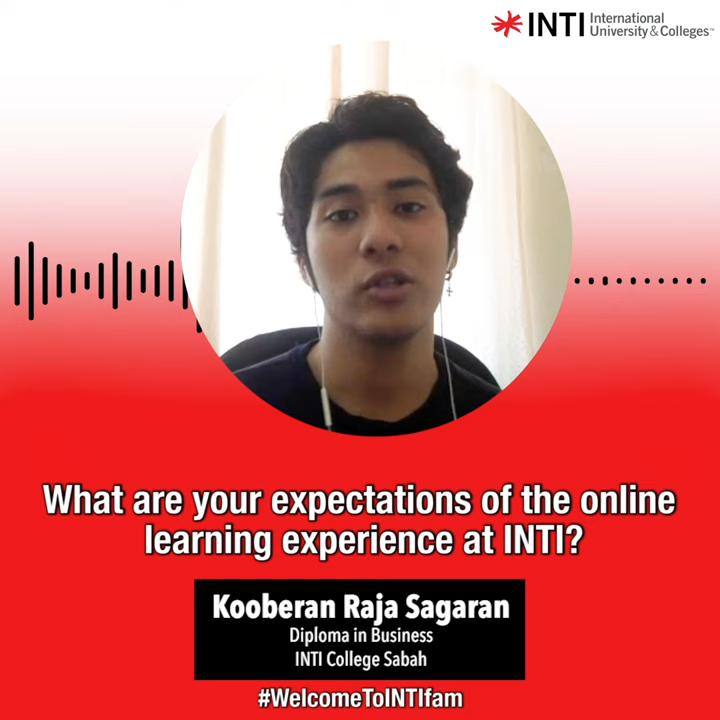 INTI International
University & Colleges™
What are your expectations of the online
learning experience at INTI?
Kooberan Raja Sagaran
Diploma in Business
INTI College Sabah
#WelcomeToINTIfam